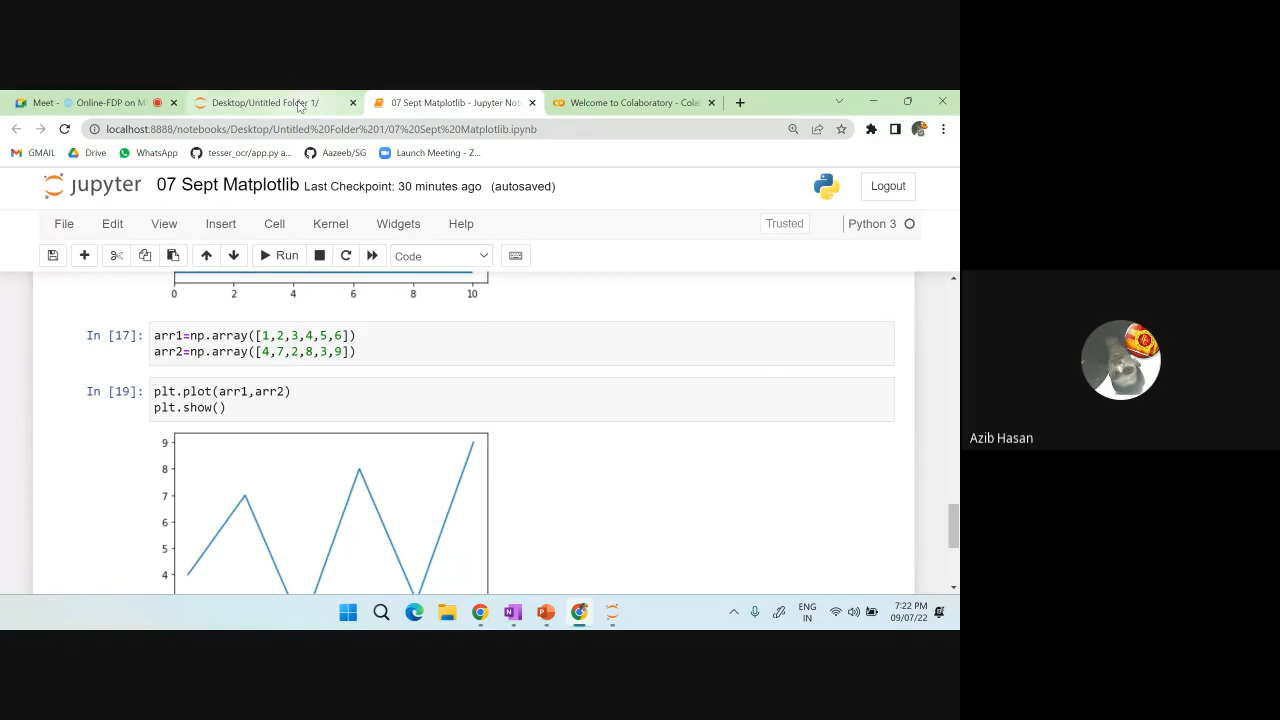 Meet - Online-FDP on M
Desktop/Untitled Folder 1/
07 Sept Matplotlib - Jupyter Not
Welcome to Colaboratory - Cola
localhost:8888/notebooks/Desktop/Untitled%20Folder%201/07%20Sept%20Matplotlib.ipynb
GMAIL
Drive
WhatsApp
tesser_ocr/app.py a...
Aazeeb/SG
Launch Meeting - Z...
jupyter 07 Sept Matplotlib Last Checkpoint: 30 minutes ago (autosaved)
Logout
File Edit View Insert Cell Kernel Widgets Help
Trusted
Python 3
Run
Code
0 2 4 6 8 10
In [17]: arr1=np.array([1,2,3,4,5,6])
arr2=np.array([4,7,2,8,3,9])
In [19]: plt.plot(arr1,arr2)
plt.show()
9
8
7
6
5
4
Azib Hasan
ENG
IN
7:22 PM
09/07/22